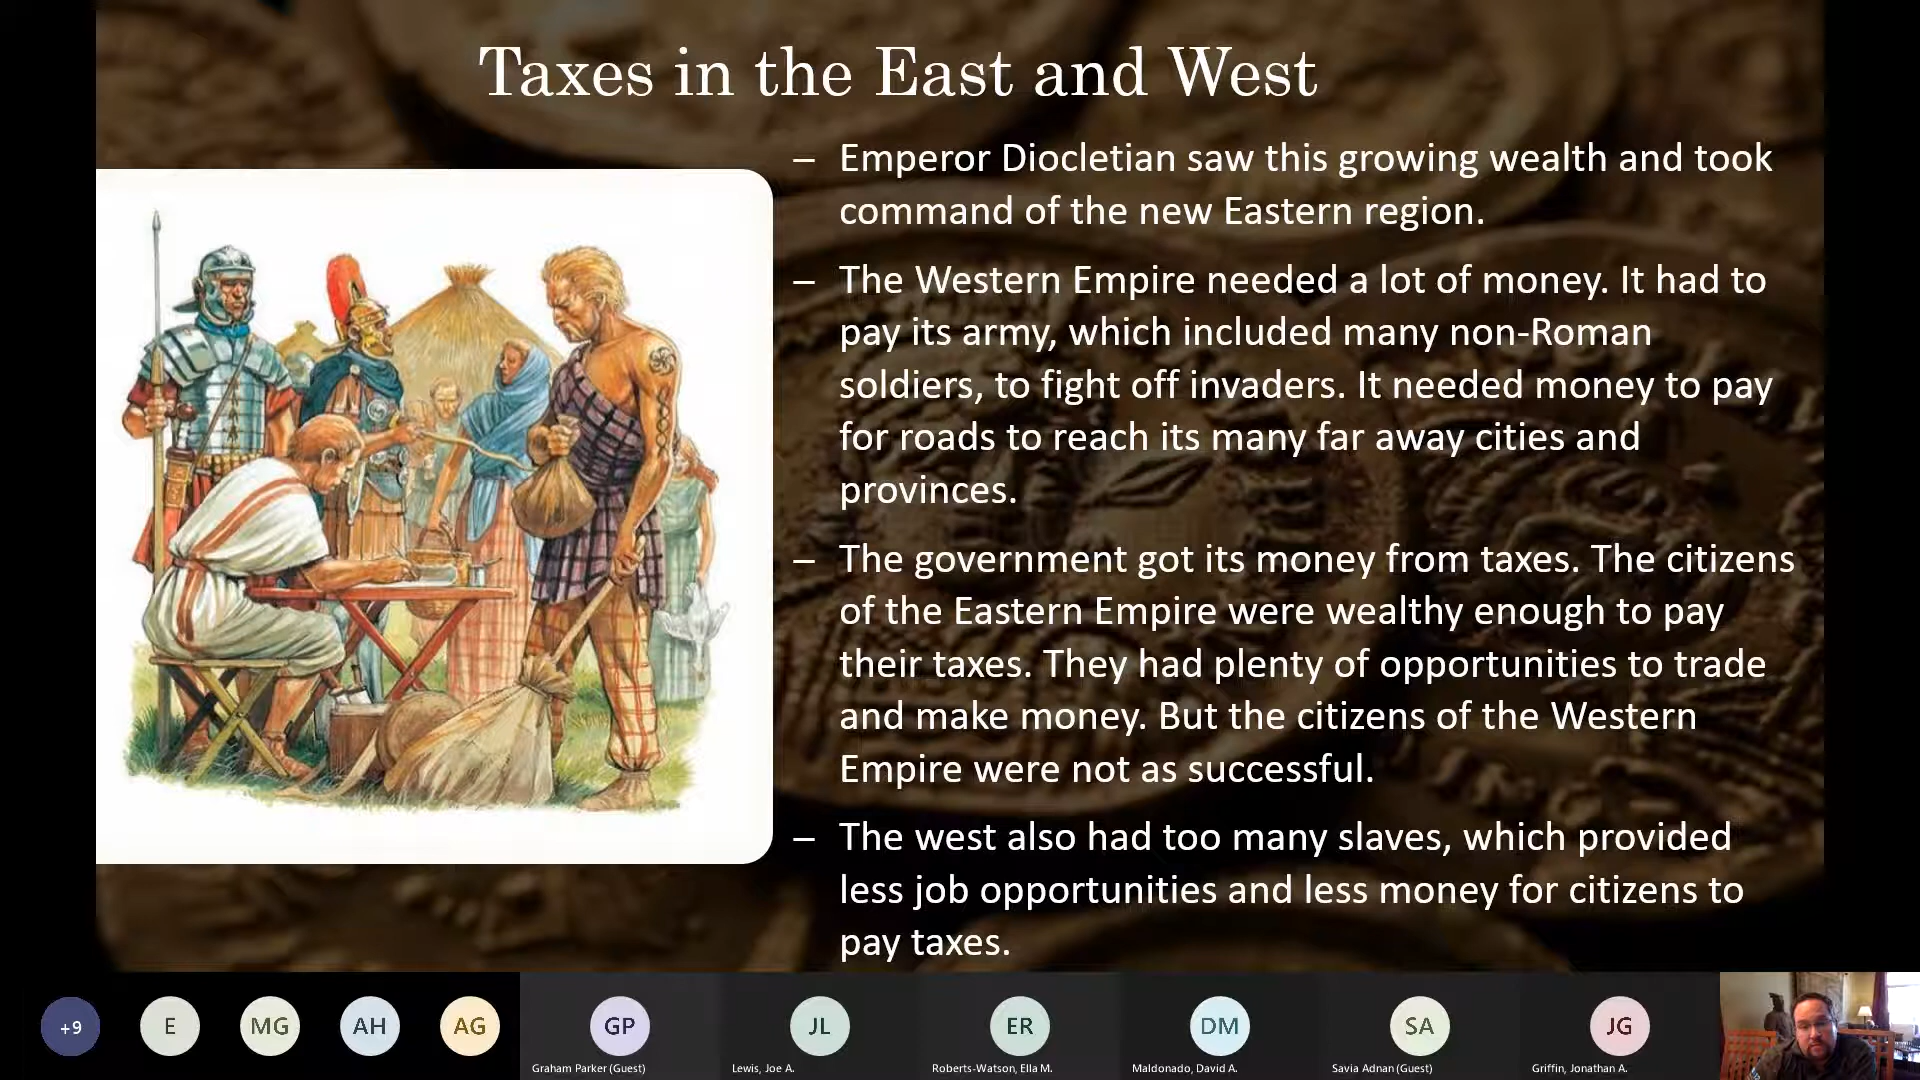 Taxes in the East and West
– Emperor Diocletian saw this growing wealth and took
command of the new Eastern region.
– The Western Empire needed a lot of money. It had to
pay its army, which included many non-Roman
soldiers, to fight off invaders. It needed money to pay
for roads to reach its many far away cities and
provinces.
– The government got its money from taxes. The citizens
of the Eastern Empire were wealthy enough to pay
their taxes. They had plenty of opportunities to trade
and make money. But the citizens of the Western
Empire were not as successful.
– The west also had too many slaves, which provided
less job opportunities and less money for citizens to
pay taxes.
+9
E
MG
AH
AG
GP
JL
ER
DM
SA
JG
Graham Parker (Guest)
Lewis, Joe A.
Roberts-Watson, Ella M.
Maldonado, David A.
Savia Adnan (Guest)
Griffin, Jonathan A.